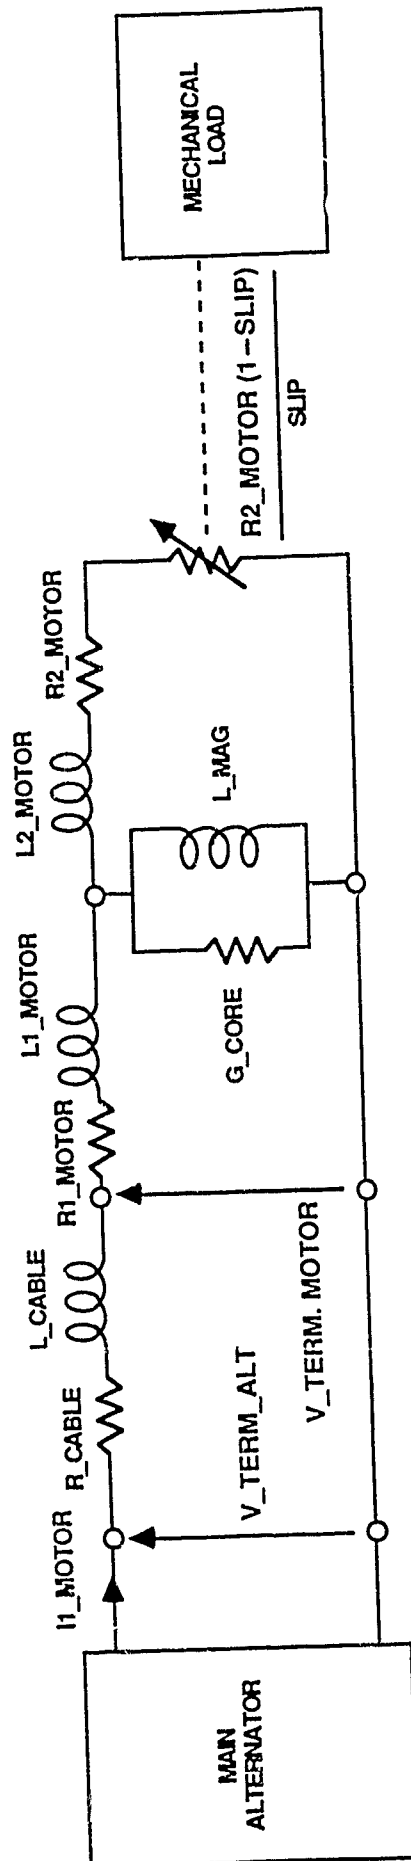 MAIN
ALTERNATOR
I1_MOTOR
R_CABLE
L_CABLE
R1_MOTOR
L1_MOTOR
L2_MOTOR
R2_MOTOR
V_TERM_ALT
V_TERM. MOTOR
G_CORE
L_MAG
R2_MOTOR (1-SLIP)
SLIP
MECHANICAL
LOAD